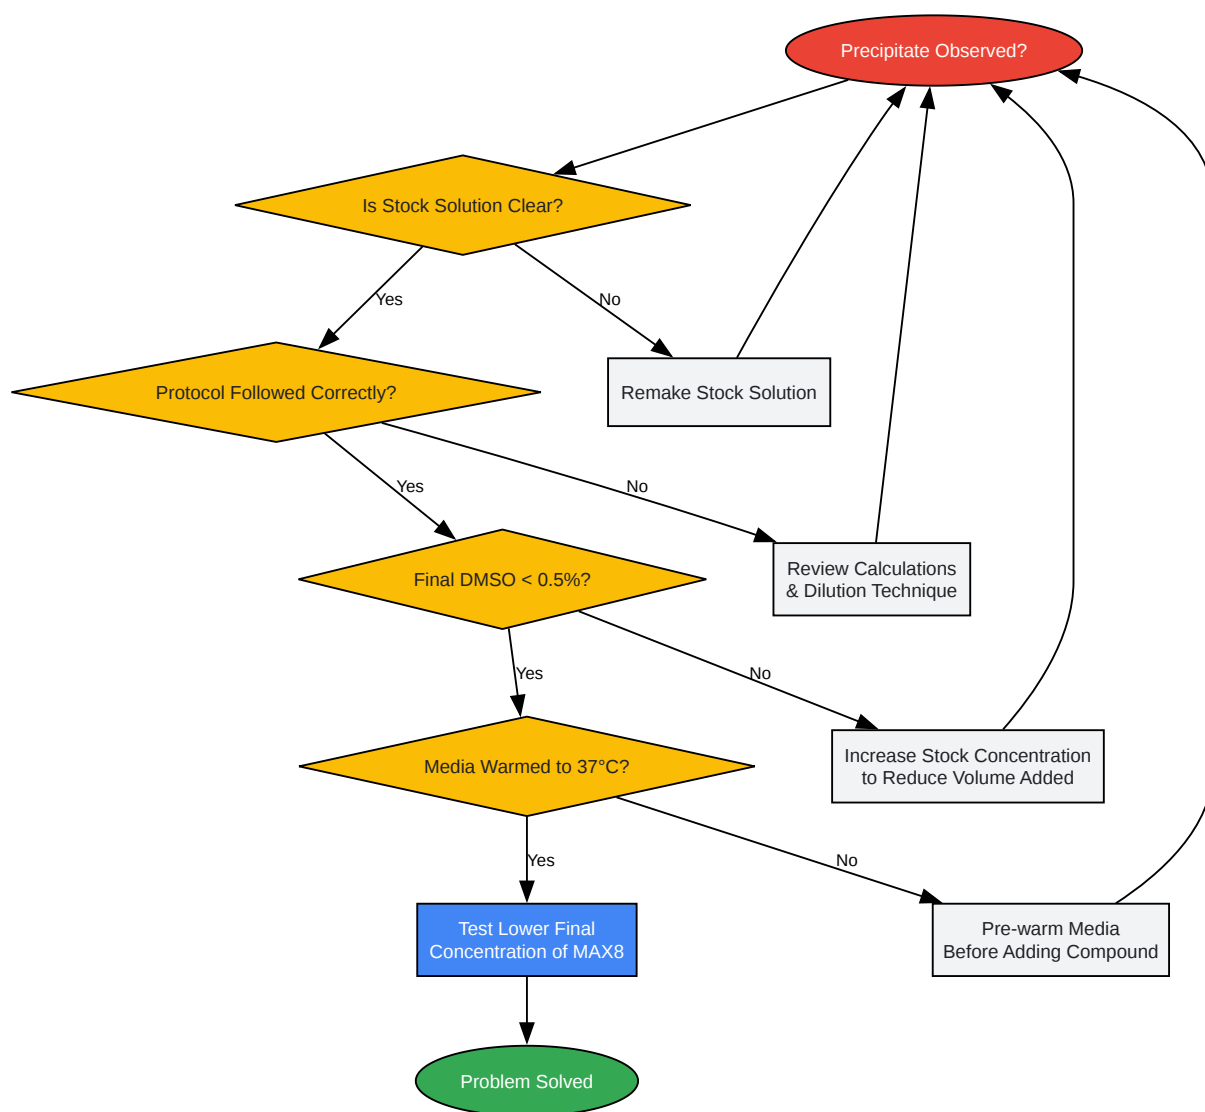 Precipitate Observed?
Is Stock Solution Clear?
Yes
No
Remake Stock Solution
Protocol Followed Correctly?
Yes
No
Review Calculations
& Dilution Technique
Final DMSO < 0.5%?
Yes
No
Increase Stock Concentration
to Reduce Volume Added
Media Warmed to 37°C?
Yes
No
Test Lower Final
Concentration of MAX8
Pre-warm Media
Before Adding Compound
Problem Solved